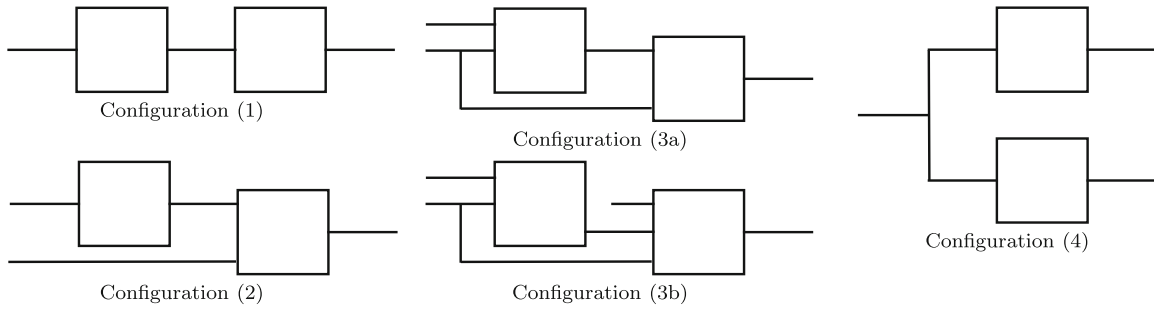 Configuration (1)
Configuration (3a)
Configuration (4)
Configuration (2)
Configuration (3b)